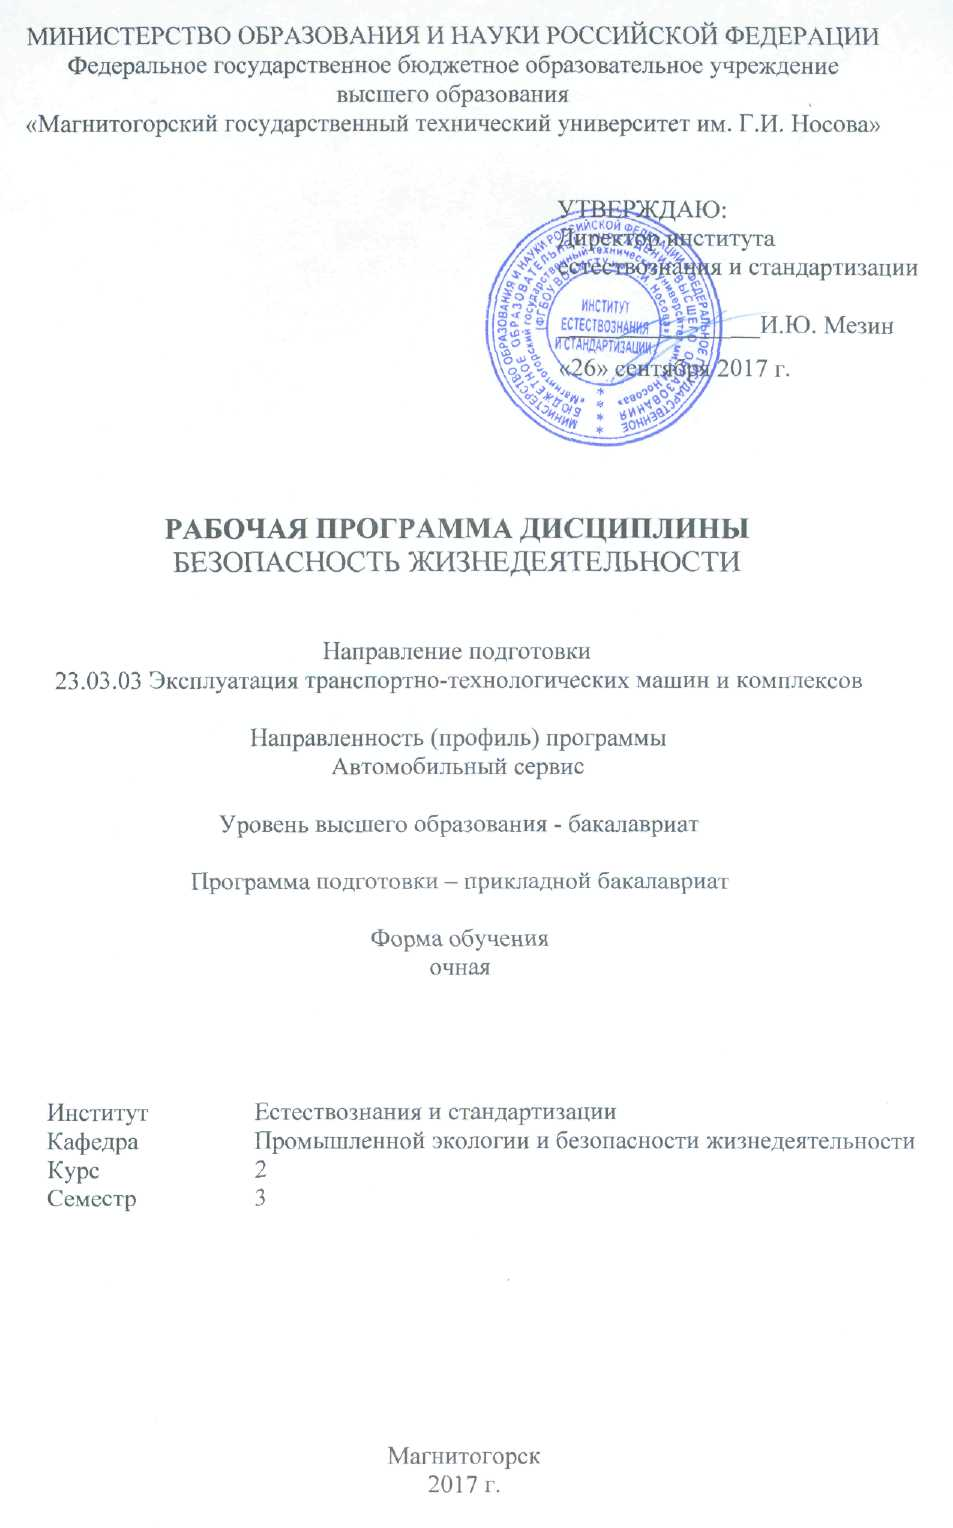 МИНИСТЕРСТВО ОБРАЗОВАНИЯ И НАУКИ РОССИЙСКОЙ ФЕДЕРАЦИИ
Федеральное государственное бюджетное образовательное учреждение
высшего образования
«Магнитогорский государственный технический университет им. Г.И. Носова»
УТВЕРЖДАЮ:
Директор института
естествознания и стандартизации
И.Ю. Мезин
«26» сентября 2017 г.
ИНСТИТУТ
ЕСТЕСТВОЗНАНИЯ
И СТАНДАРТИЗАЦИИ
РАБОЧАЯ ПРОГРАММА ДИСЦИПЛИНЫ
БЕЗОПАСНОСТЬ ЖИЗНЕДЕЯТЕЛЬНОСТИ
Направление подготовки
23.03.03 Эксплуатация транспортно-технологических машин и комплексов
Направленность (профиль) программы
Автомобильный сервис
Уровень высшего образования - бакалавриат
Программа подготовки – прикладной бакалавриат
Форма обучения
очная
Институт Естествознания и стандартизации
Кафедра Промышленной экологии и безопасности жизнедеятельности
Курс 2
Семестр 3
Магнитогорск
2017 г.